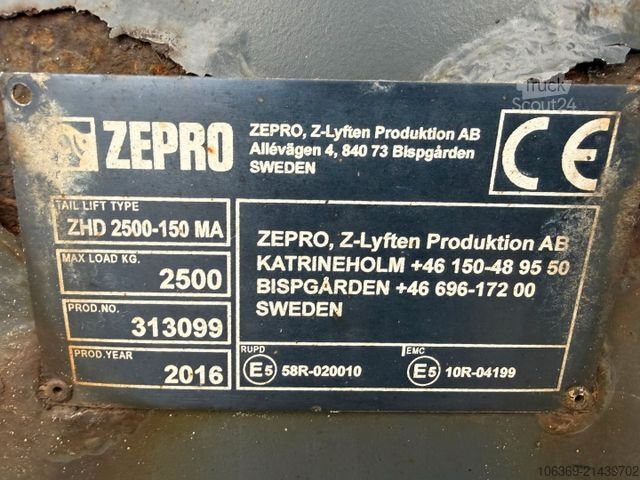 Truck
Scout24
ZEPRO
ZEPRO, Z-Lyften Produktion AB
Allévägen 4, 840 73 Bispgården
SWEDEN
CE
TAIL LIFT TYPE
ZHD 2500-150 MA
MAX LOAD KG.
2500
PROD.NO.
313099
PROD.YEAR
2016
ZEPRO, Z-Lyften Produktion AB
KATRINEHOLM +46 150-48 95 50
BISPGÅRDEN +46 696-172 00
SWEDEN
RUPD
E5 58R-020010
EMC
E5 10R-04199
106369-21438702